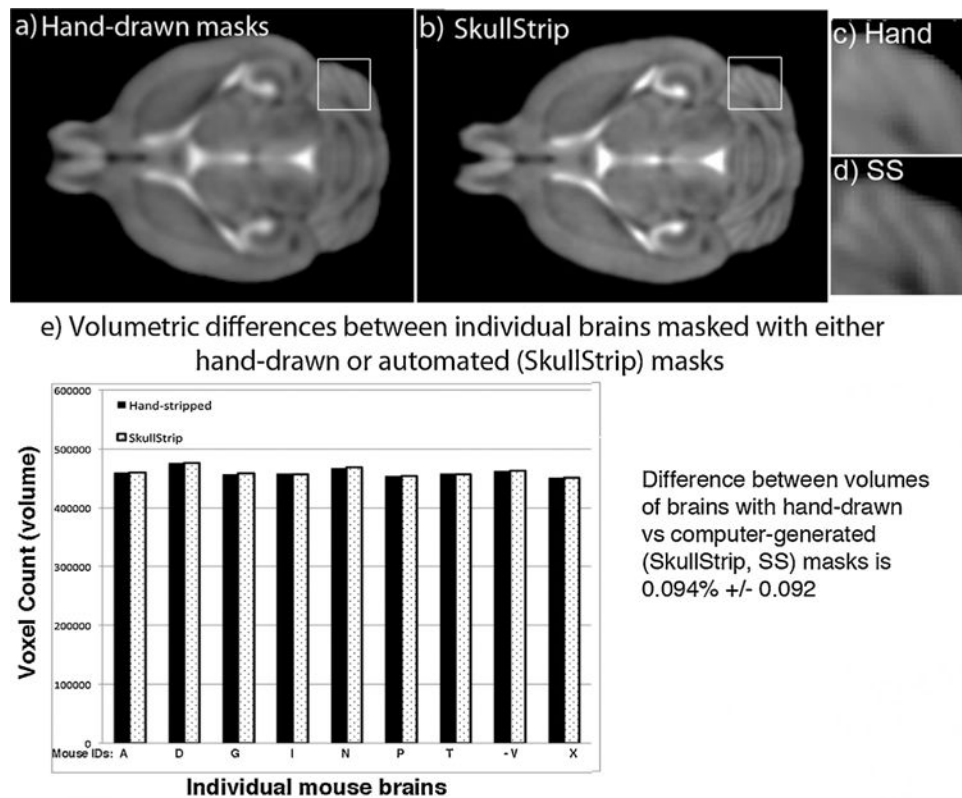 a) Hand-drawn masks
b) SkullStrip
c) Hand
d) SS
e) Volumetric differences between individual brains masked with either
hand-drawn or automated (SkullStrip) masks
Voxel Count (volume)
600000
500000
400000
300000
200000
100000
0
Hand-stripped
SkullStrip
Mouse IDs: A D G I N P T -V X
Individual mouse brains
Difference between volumes
of brains with hand-drawn
vs computer-generated
(SkullStrip, SS) masks is
0.094% +/- 0.092